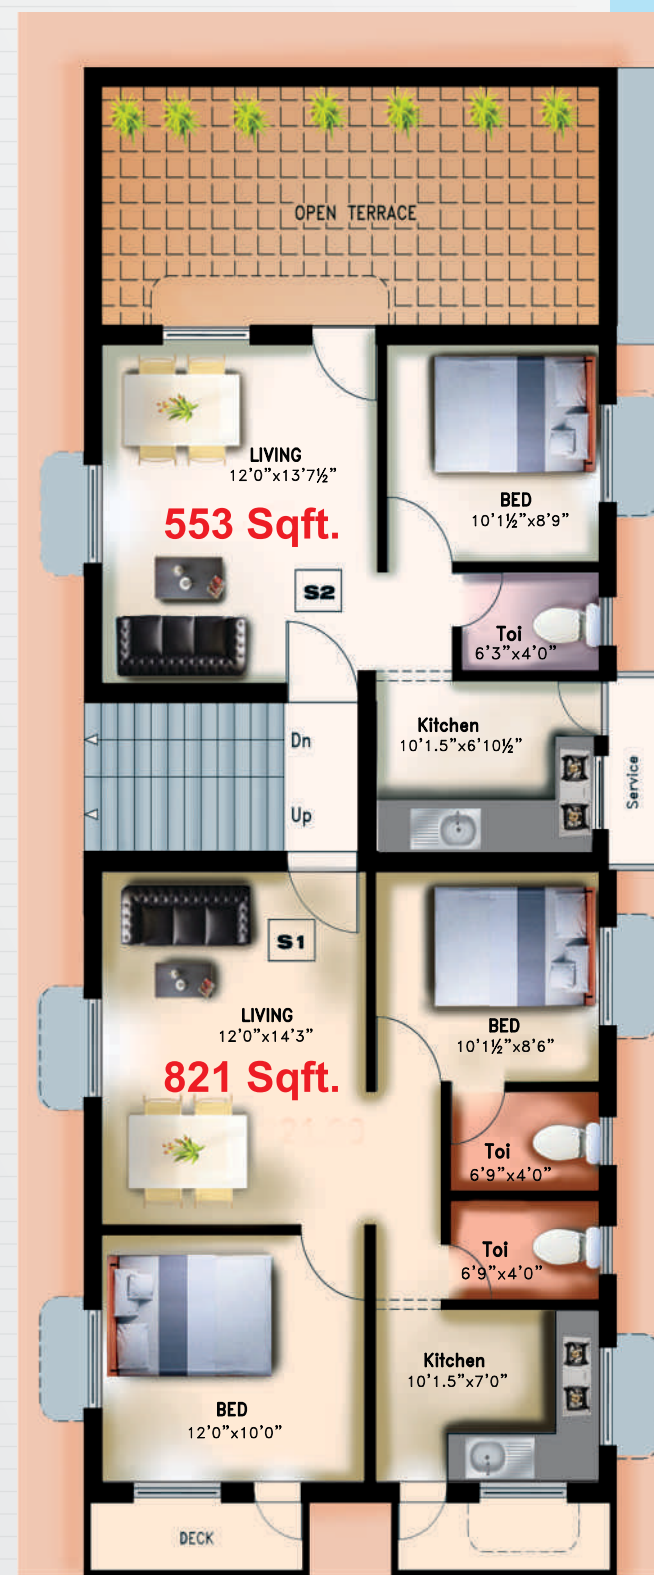 OPEN TERRACE
LIVING
12'0"x13'7½"
553 Sqft.
BED
10'1½"x8'9"
S2
Toi
6'3"x4'0"
Kitchen
10'1.5"x6'10½"
Dn
Up
Service
S1
LIVING
12'0"x14'3"
821 Sqft.
BED
10'1½"x8'6"
Toi
6'9"x4'0"
Toi
6'9"x4'0"
Kitchen
10'1.5"x7'0"
BED
12'0"x10'0"
DECK